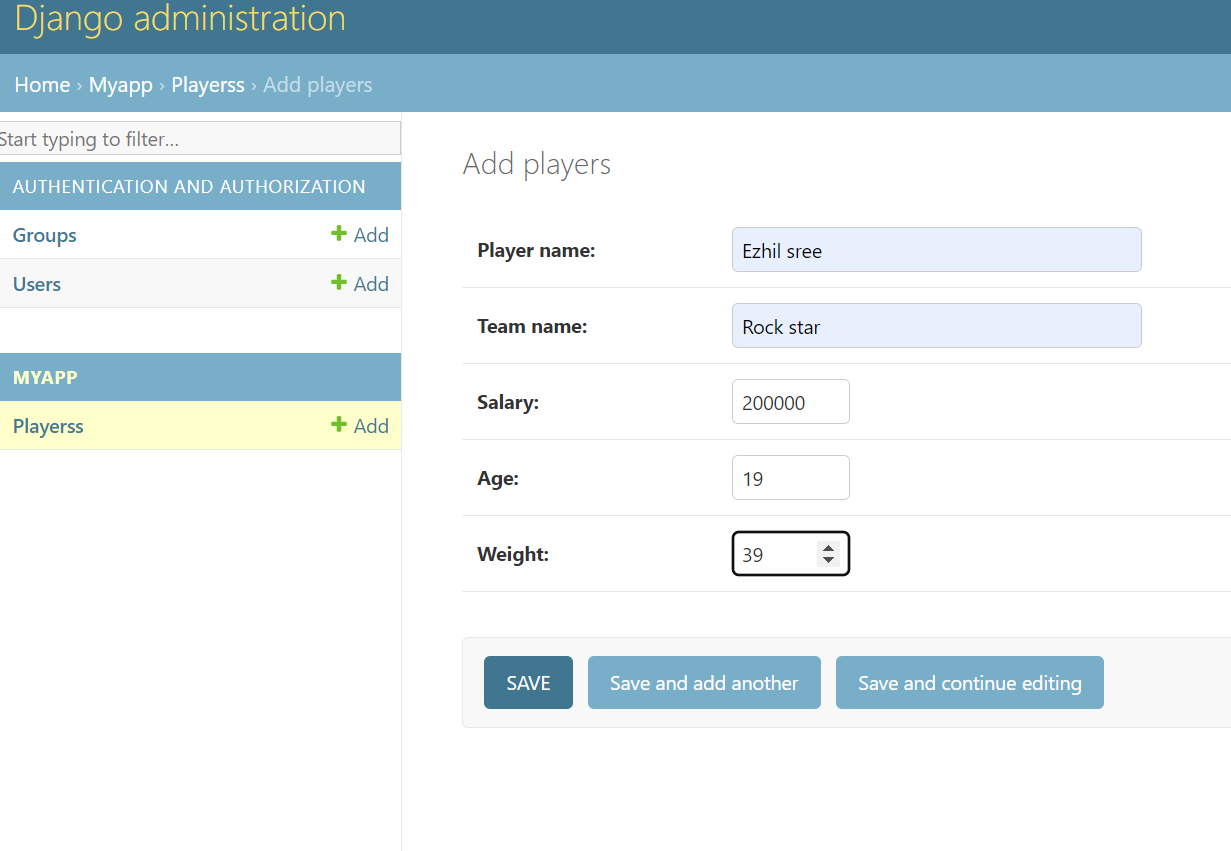 Django administration
Home › Myapp › Playerss › Add players
Start typing to filter...
AUTHENTICATION AND AUTHORIZATION
Groups + Add
Users + Add
MYAPP
Playerss + Add
Add players
Player name: Ezhil sree
Team name: Rock star
Salary: 200000
Age: 19
Weight: 39
SAVE Save and add another Save and continue editing